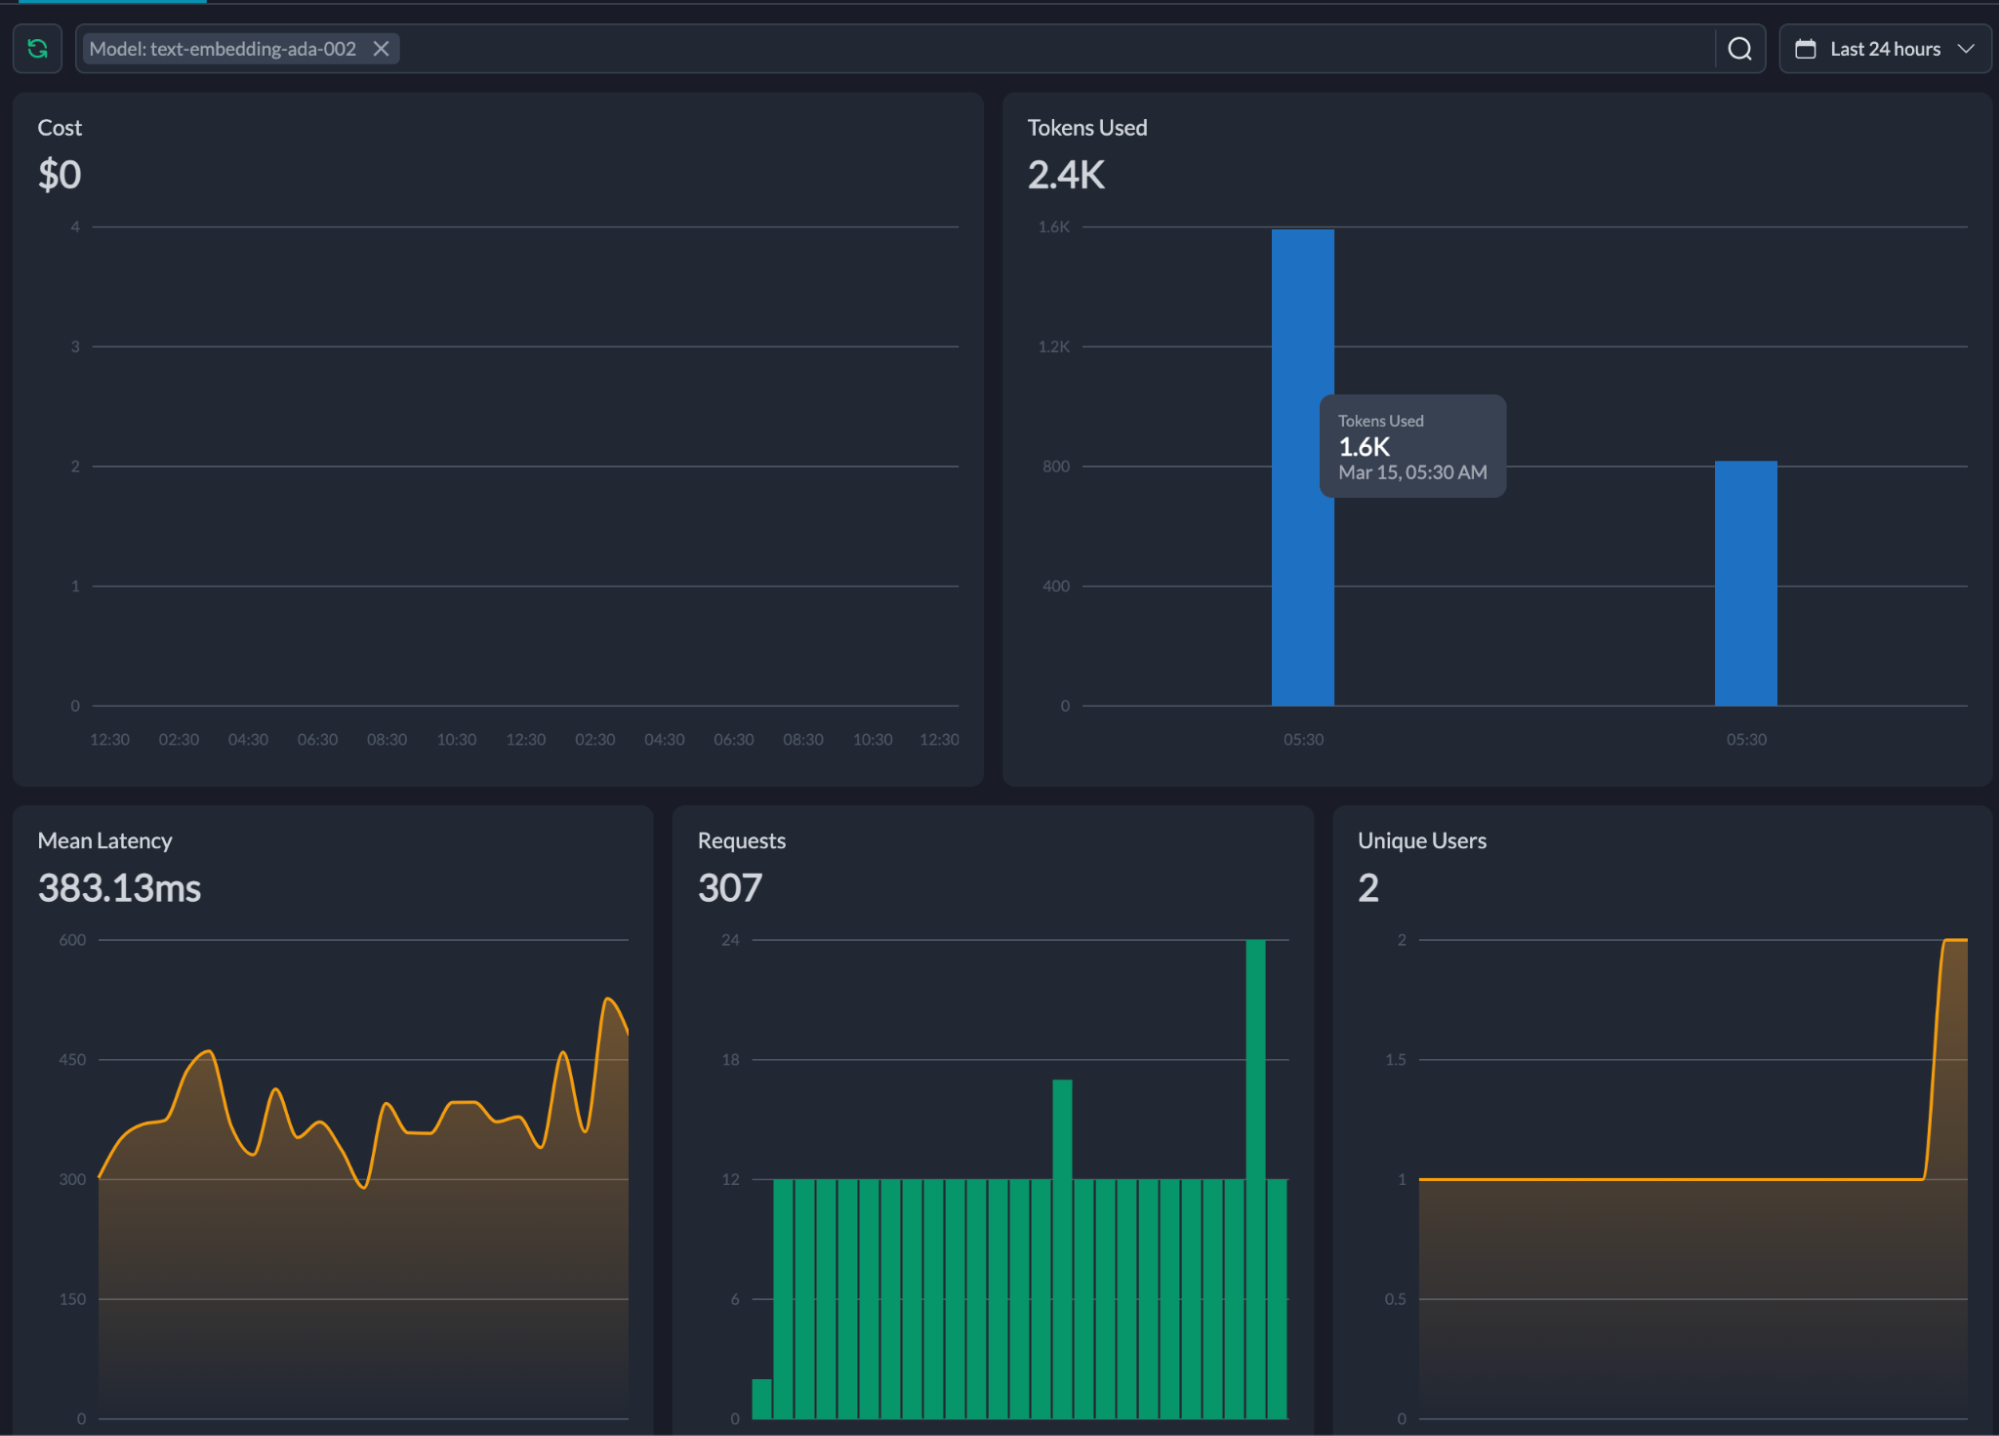 Model: text-embedding-ada-002
Last 24 hours
Cost
$0
4
3
2
1
0
12:30 02:30 04:30 06:30 08:30 10:30 12:30 02:30 04:30 06:30 08:30 10:30 12:30
Tokens Used
2.4K
1.6K
1.2K
800
400
0
Tokens Used
1.6K
Mar 15, 05:30 AM
05:30 05:30
Mean Latency
383.13ms
600
450
300
150
0
Requests
307
24
18
12
6
0
Unique Users
2
2
1.5
1
0.5
0